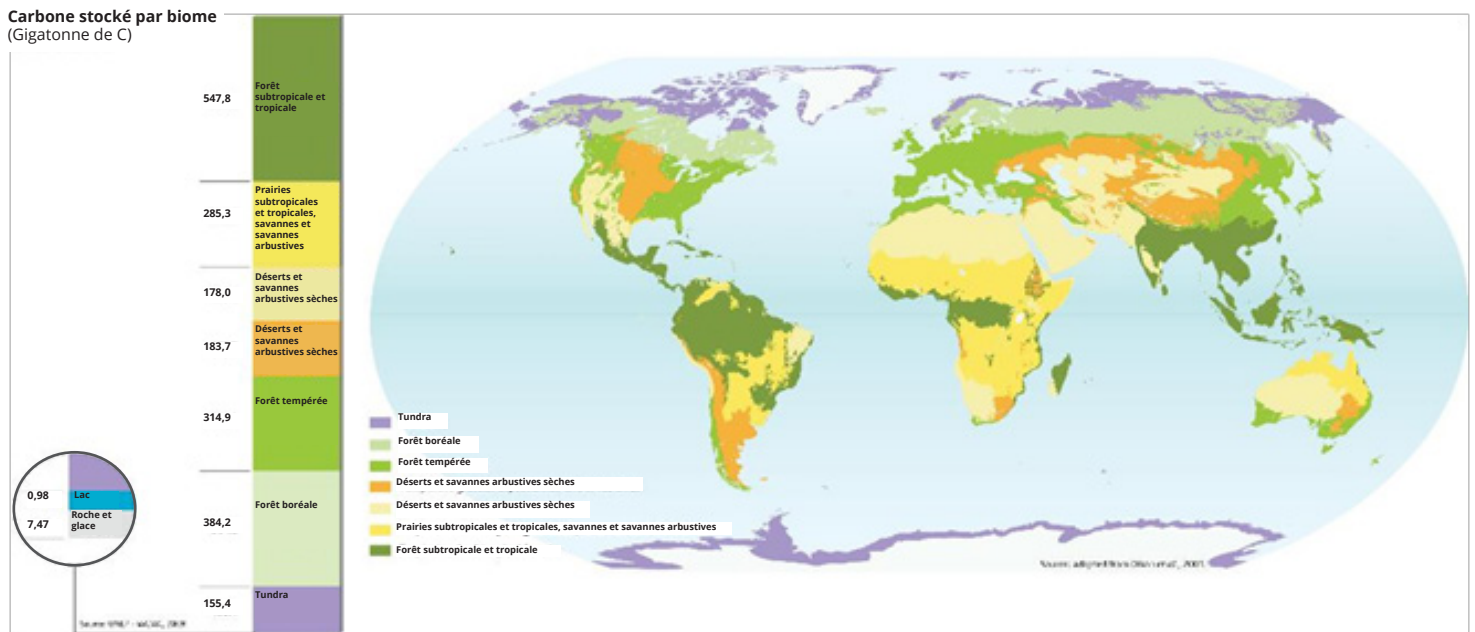 Carbone stocké par biome
(Gigatonne de C)
547,8
Forêt
subtropicale et
tropicale
285,3
Prairies
subtropicales
et tropicales,
savannes et
savannes
arbustives
178,0
Déserts et
savannes
arbustives sèches
183,7
Déserts et
savannes
arbustives sèches
314,9
Forêt tempérée
384,2
Forêt boréale
155,4
Tundra
0,98
Lac
7,47
Roche et
glace
Tundra
Forêt boréale
Forêt tempérée
Déserts et savannes arbustives sèches
Déserts et savannes arbustives sèches
Prairies subtropicales et tropicales, savannes et savannes arbustives
Forêt subtropicale et tropicale